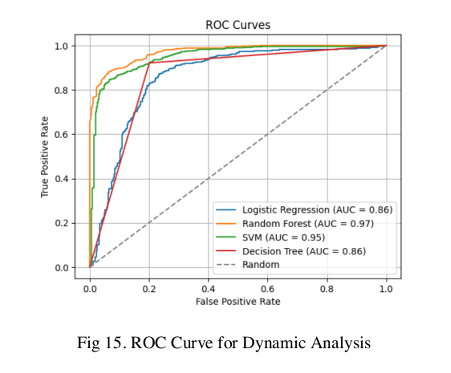 ROC Curves
True Positive Rate
1.0
0.8
0.6
0.4
0.2
0.0
Logistic Regression (AUC = 0.86)
Random Forest (AUC = 0.97)
SVM (AUC = 0.95)
Decision Tree (AUC = 0.86)
Random
0.0 0.2 0.4 0.6 0.8 1.0
False Positive Rate
Fig 15. ROC Curve for Dynamic Analysis